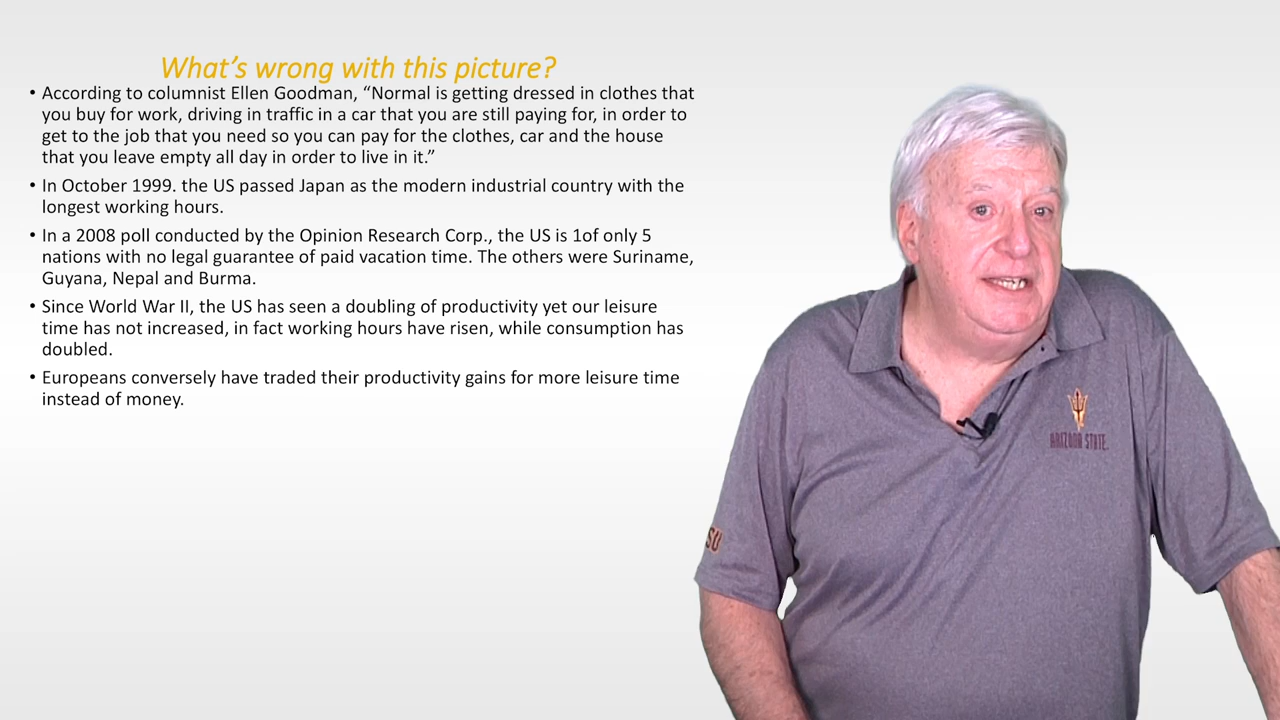 What’s wrong with this picture?
• According to columnist Ellen Goodman, “Normal is getting dressed in clothes that
you buy for work, driving in traffic in a car that you are still paying for, in order to
get to the job that you need so you can pay for the clothes, car and the house
that you leave empty all day in order to live in it.”
• In October 1999. the US passed Japan as the modern industrial country with the
longest working hours.
• In a 2008 poll conducted by the Opinion Research Corp., the US is 1of only 5
nations with no legal guarantee of paid vacation time. The others were Suriname,
Guyana, Nepal and Burma.
• Since World War II, the US has seen a doubling of productivity yet our leisure
time has not increased, in fact working hours have risen, while consumption has
doubled.
• Europeans conversely have traded their productivity gains for more leisure time
instead of money.
ARIZONA STATE
SU